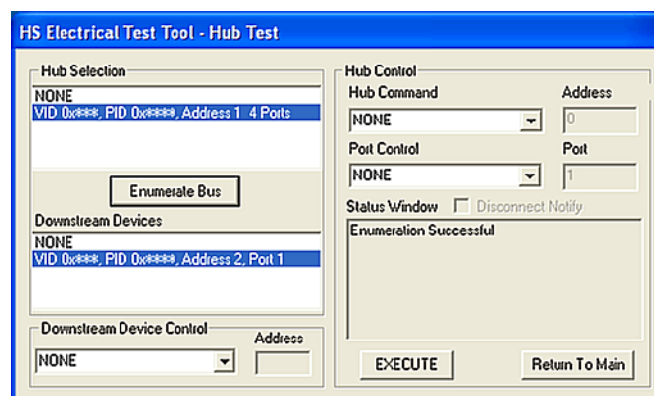 HS Electrical Test Tool - Hub Test
Hub Selection
NONE
VID 0x***, PID 0x****, Address 1 4 Ports
Enumerate Bus
Downstream Devices
NONE
VID 0x***, PID 0x****, Address 2, Port 1
Downstream Device Control
Address
NONE
Hub Control
Hub Command
Address
NONE
0
Port Control
Port
NONE
1
Status Window
Disconnect Notify
Enumeration Successful
EXECUTE
Return To Main